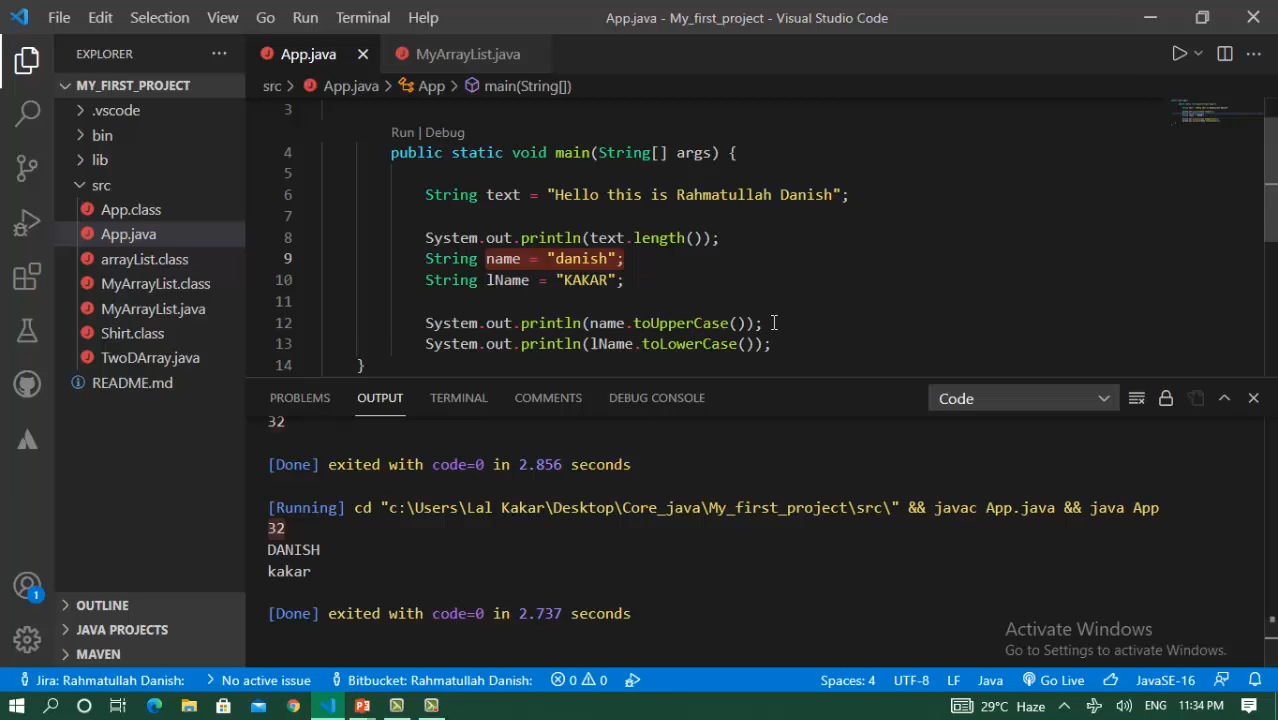 File Edit Selection View Go Run Terminal Help App.java - My_first_project - Visual Studio Code
EXPLORER ···
App.java MyArrayList.java
MY_FIRST_PROJECT
src > App.java > App > main(String[])
.vscode
bin
lib
src
App.class
App.java
arrayList.class
MyArrayList.class
MyArrayList.java
Shirt.class
TwoDArray.java
README.md
OUTLINE
JAVA PROJECTS
MAVEN
3
Run | Debug
4 public static void main(String[] args) {
5
6 String text = "Hello this is Rahmatullah Danish";
7
8 System.out.println(text.length());
9 String name = "danish";
10 String lName = "KAKAR";
11
12 System.out.println(name.toUpperCase());
13 System.out.println(lName.toLowerCase());
14 }
PROBLEMS OUTPUT TERMINAL COMMENTS DEBUG CONSOLE Code
32
[Done] exited with code=0 in 2.856 seconds
[Running] cd "c:\Users\Lal Kakar\Desktop\Core_java\My_first_project\src\" && javac App.java && java App
32
DANISH
kakar
[Done] exited with code=0 in 2.737 seconds
Activate Windows
Go to Settings to activate Windows.
1
Jira: Rahmatullah Danish: No active issue Bitbucket: Rahmatullah Danish: 0 0 Spaces: 4 UTF-8 LF Java Go Live JavaSE-16
29°C Haze ENG 11:34 PM